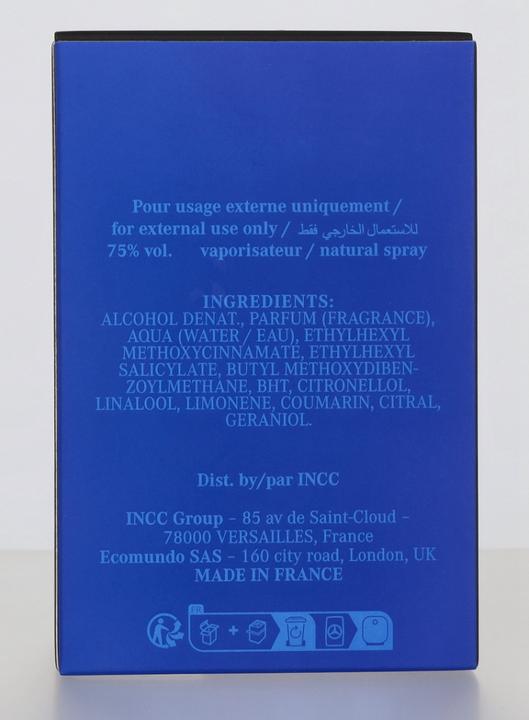 Pour usage externe uniquement /
for external use only / للاستعمال الخارجي فقط
75% vol. vaporisateur / natural spray
INGREDIENTS:
ALCOHOL DENAT., PARFUM (FRAGRANCE),
AQUA (WATER / EAU), ETHYLHEXYL
METHOXYCINNAMATE, ETHYLHEXYL
SALICYLATE, BUTYL METHOXYDIBEN-
ZOYLMETHANE, BHT, CITRONELLOL,
LINALOOL, LIMONENE, COUMARIN, CITRAL,
GERANIOL.
Dist. by/par INCC
INCC Group – 85 av de Saint-Cloud –
78000 VERSAILLES, France
Ecomundo SAS – 160 city road, London, UK
MADE IN FRANCE
FR
+